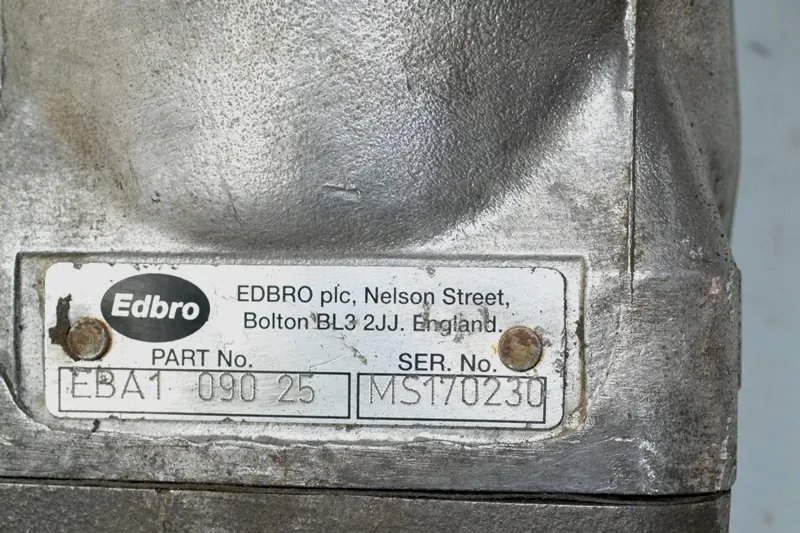 Edbro
EDBRO plc, Nelson Street,
Bolton BL3 2JJ. England.
PART No.
SER. No.
EBA1 090 25
MS170230